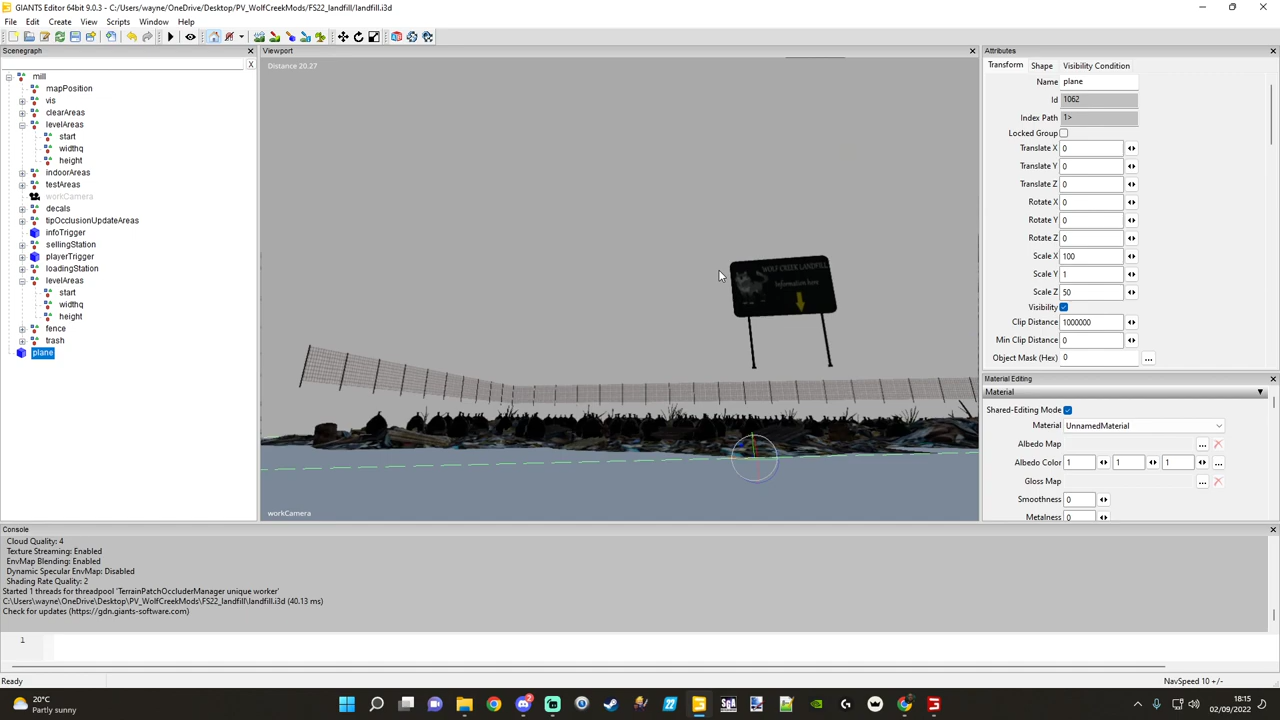 GIANTS Editor 64bit 9.0.3 - C:/Users/wayne/OneDrive/Desktop/PV_WolfCreekMods/FS22_landfill/landfill.i3d
File Edit Create View Scripts Window Help
Scenegraph
X
mill
mapPosition
vis
clearAreas
levelAreas
start
widthq
height
indoorAreas
testAreas
workCamera
decals
tipOcclusionUpdateAreas
infoTrigger
sellingStation
playerTrigger
loadingStation
levelAreas
start
widthq
height
fence
trash
plane
Viewport
Distance 20.27
WOLF CREEK LANDFILL
Information here
workCamera
Attributes
Transform Shape Visibility Condition
Name plane
Id 1062
Index Path 1>
Locked Group
Translate X 0
Translate Y 0
Translate Z 0
Rotate X 0
Rotate Y 0
Rotate Z 0
Scale X 100
Scale Y 1
Scale Z 50
Visibility
Clip Distance 1000000
Min Clip Distance 0
Object Mask (Hex) 0 ...
Material Editing
Material
Shared-Editing Mode
Material UnnamedMaterial
Albedo Map ...
Albedo Color 1 1 1 ...
Gloss Map ...
Smoothness 0
Metalness 0
Console
Cloud Quality: 4
Texture Streaming: Enabled
EnvMap Blending: Enabled
Dynamic Specular EnvMap: Disabled
Shading Rate Quality: 2
Started 1 threads for threadpool 'TerrainPatchOccluderManager unique worker'
C:\Users\wayne\OneDrive\Desktop\PV_WolfCreekMods\FS22_landfill\landfill.i3d (40.13 ms)
Check for updates (https://gdn.giants-software.com)
1
Ready
NavSpeed 10 +/-
20°C
Partly sunny
22
18:15
02/09/2022